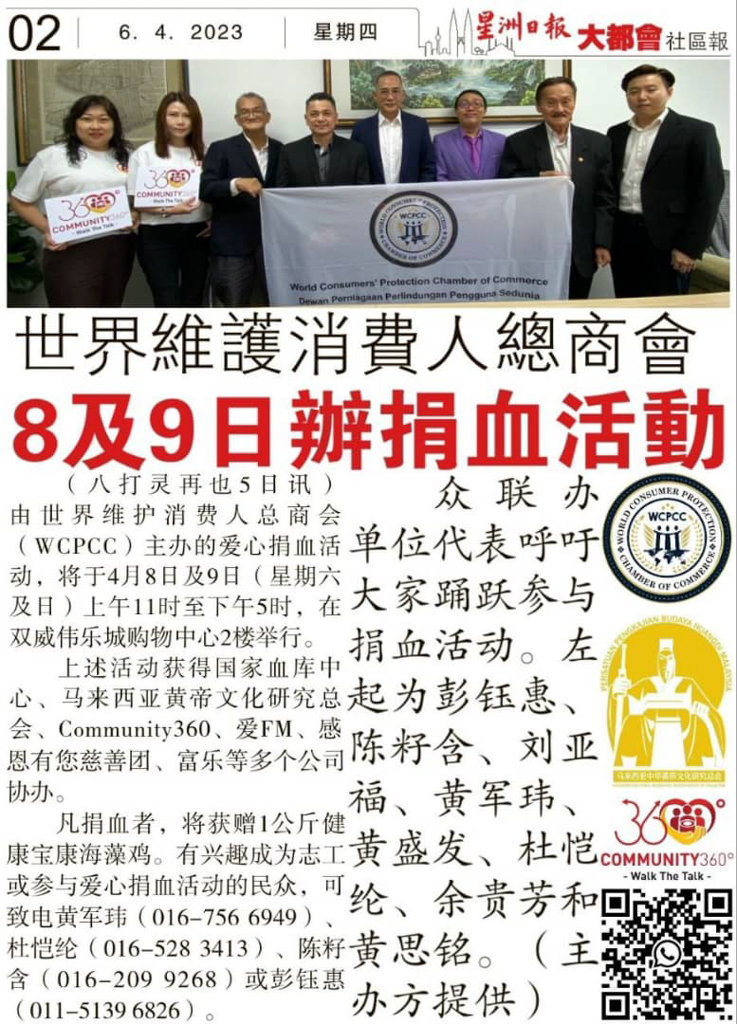 02
6. 4. 2023
星期四
星洲日報 大都會 社區報
360°
COMMUNITY360°
- Walk The Talk -
360°
COMMUNITY360°
- Walk The Talk -
WORLD CONSUMERS' PROTECTION
WCPCC
CHAMBER OF COMMERCE
World Consumers' Protection Chamber of Commerce
Dewan Perniagaan Perlindungan Pengguna Sedunia
世界維護消費人總商會
8及9日辦捐血活動
（八打灵再也5日讯）
由世界维护消费人总商会
（WCPCC）主办的爱心捐血活
动，将于4月8日及9日（星期六
及日）上午11时至下午5时，在
双威伟乐城购物中心2楼举行。
上述活动获得国家血库中
心、马来西亚黄帝文化研究总
会、Community360、爱FM、感
恩有您慈善团、富乐等多个公司
协办。
凡捐血者，将获赠1公斤健
康宝康海藻鸡。有兴趣成为志工
或参与爱心捐血活动的民众，可
致电黄军玮（016-756 6949）、
杜恺纶（016-528 3413）、陈籽
含（016-209 9268）或彭钰惠
（011-5139 6826）。
众联办
单位代表呼吁
大家踊跃参与
捐血活动。左
起为彭钰惠、
陈籽含、刘亚
福、黄军玮、
黄盛发、杜恺
纶、余贵芳和
黄思铭。（主
办方提供）
WORLD CONSUMER PROTECTION
WCPCC
CHAMBER OF COMMERCE
PERSATUAN PENGKAJIAN BUDAYA HUANGDI MALAYSIA
马来西亚中华黄帝文化研究总会
360°
COMMUNITY360°
- Walk The Talk -